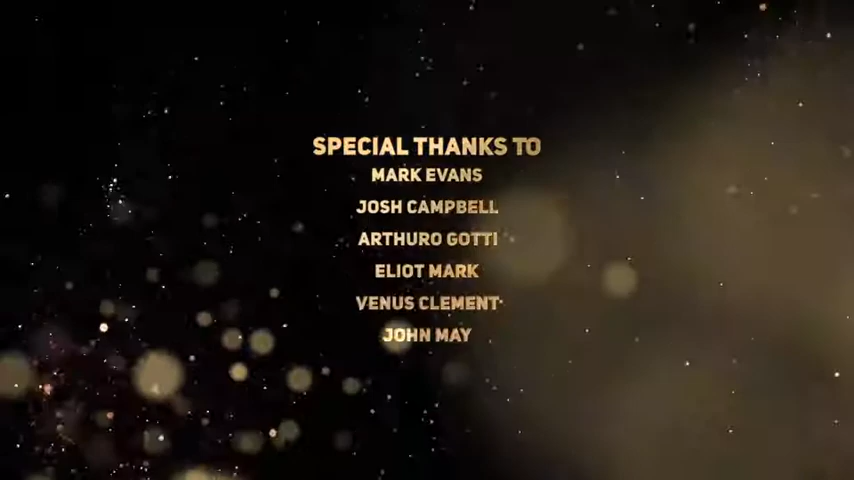 SPECIAL THANKS TO
MARK EVANS
JOSH CAMPBELL
ARTHURO GOTTI
ELIOT MARK
VENUS CLEMENT
JOHN MAY